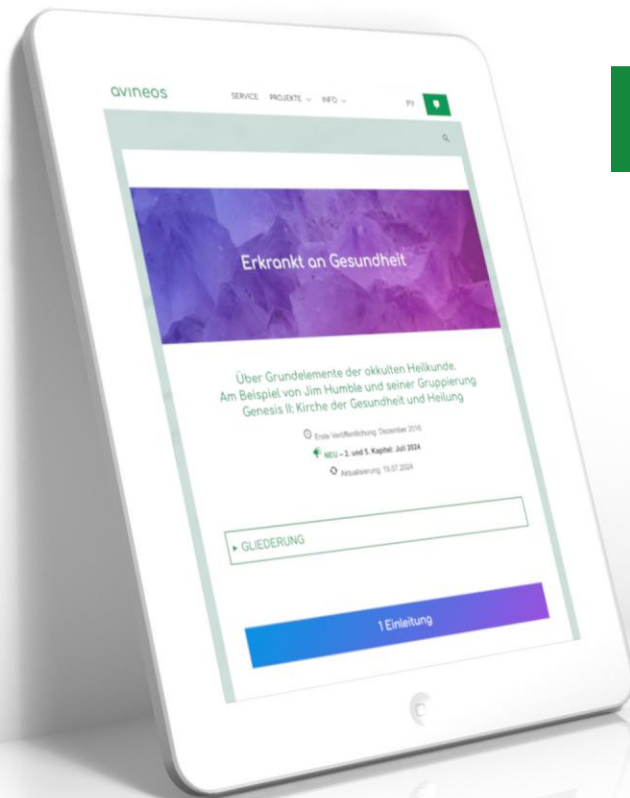 avineos
SERVICE PROJEKTE INFO
PY
Erkrankt an Gesundheit
Über Grundelemente der okkulten Heilkunde.
Am Beispiel von Jim Humble und seiner Gruppierung
Genesis II; Kirche der Gesundheit und Heilung
Erste Veröffentlichung: Dezember 2016
NEU – 2. und 5. Kapitel: Juli 2024
Aktualisierung: 15.07.2024
GLIEDERUNG
1 Einleitung